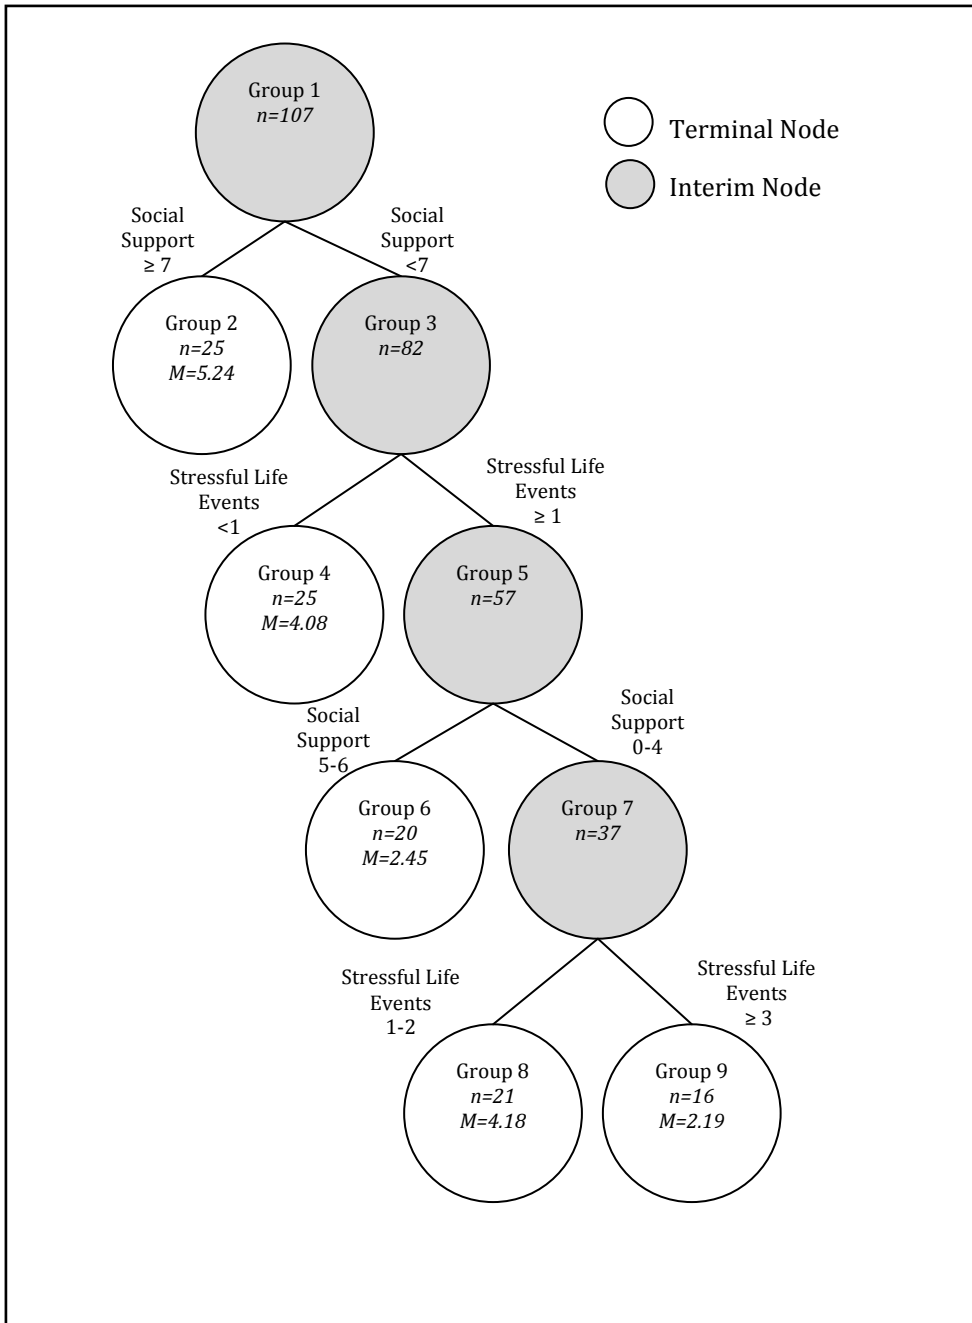 Group 1
n=107
Terminal Node
Interim Node
Social
Support
≥ 7
Social
Support
<7
Group 2
n=25
M=5.24
Group 3
n=82
Stressful Life
Events
<1
Stressful Life
Events
≥ 1
Group 4
n=25
M=4.08
Group 5
n=57
Social
Support
5-6
Social
Support
0-4
Group 6
n=20
M=2.45
Group 7
n=37
Stressful Life
Events
1-2
Stressful Life
Events
≥ 3
Group 8
n=21
M=4.18
Group 9
n=16
M=2.19